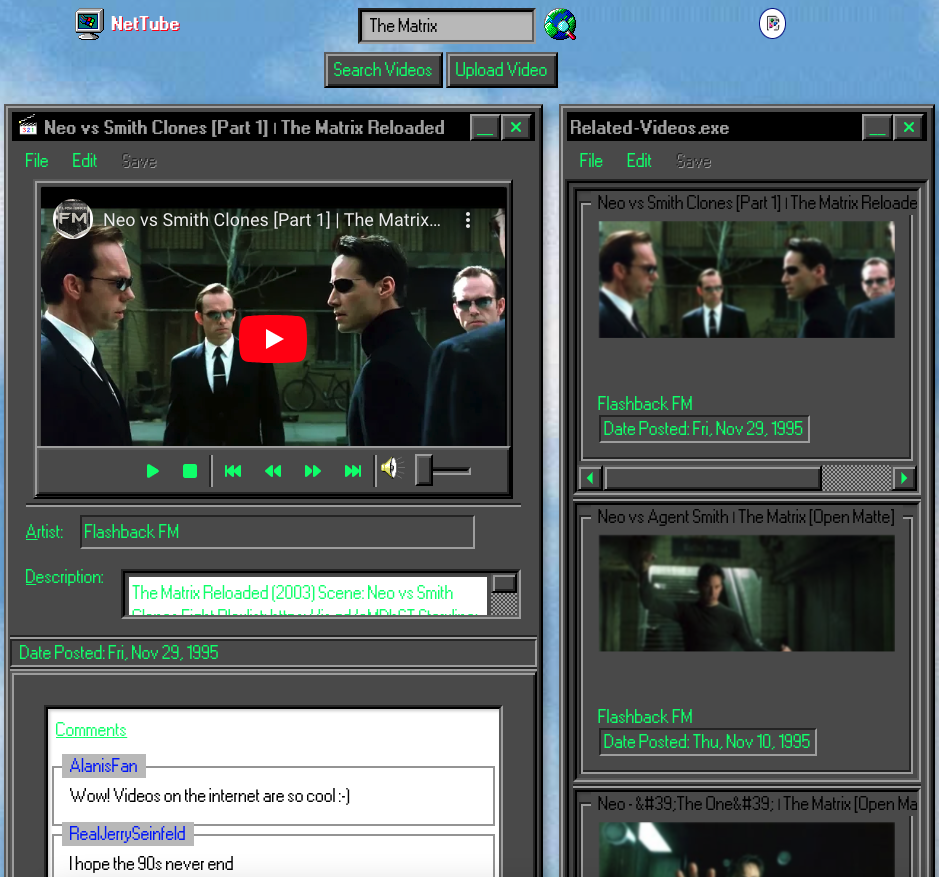 NetTube
The Matrix
Search Videos
Upload Video
Neo vs Smith Clones [Part 1] | The Matrix Reloaded
File Edit Save
FM
Neo vs Smith Clones [Part 1] | The Matrix...
Artist: Flashback FM
Description:
The Matrix Reloaded (2003) Scene: Neo vs Smith
Date Posted: Fri, Nov 29, 1995
Comments
AlanisFan
Wow! Videos on the internet are so cool :-)
RealJerrySeinfeld
I hope the 90s never end
Related-Videos.exe
File Edit Save
Neo vs Smith Clones [Part 1] | The Matrix Reloade
Flashback FM
Date Posted: Fri, Nov 29, 1995
Neo vs Agent Smith | The Matrix [Open Matte]
Flashback FM
Date Posted: Thu, Nov 10, 1995
Neo - &#39;The One&#39; | The Matrix [Open Ma